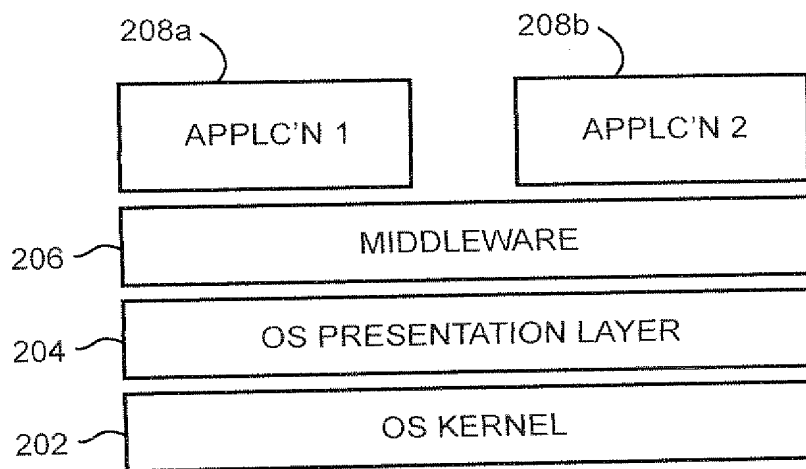 208a
208b
APPLC'N 1
APPLC'N 2
MIDDLEWARE
206
OS PRESENTATION LAYER
204
OS KERNEL
202